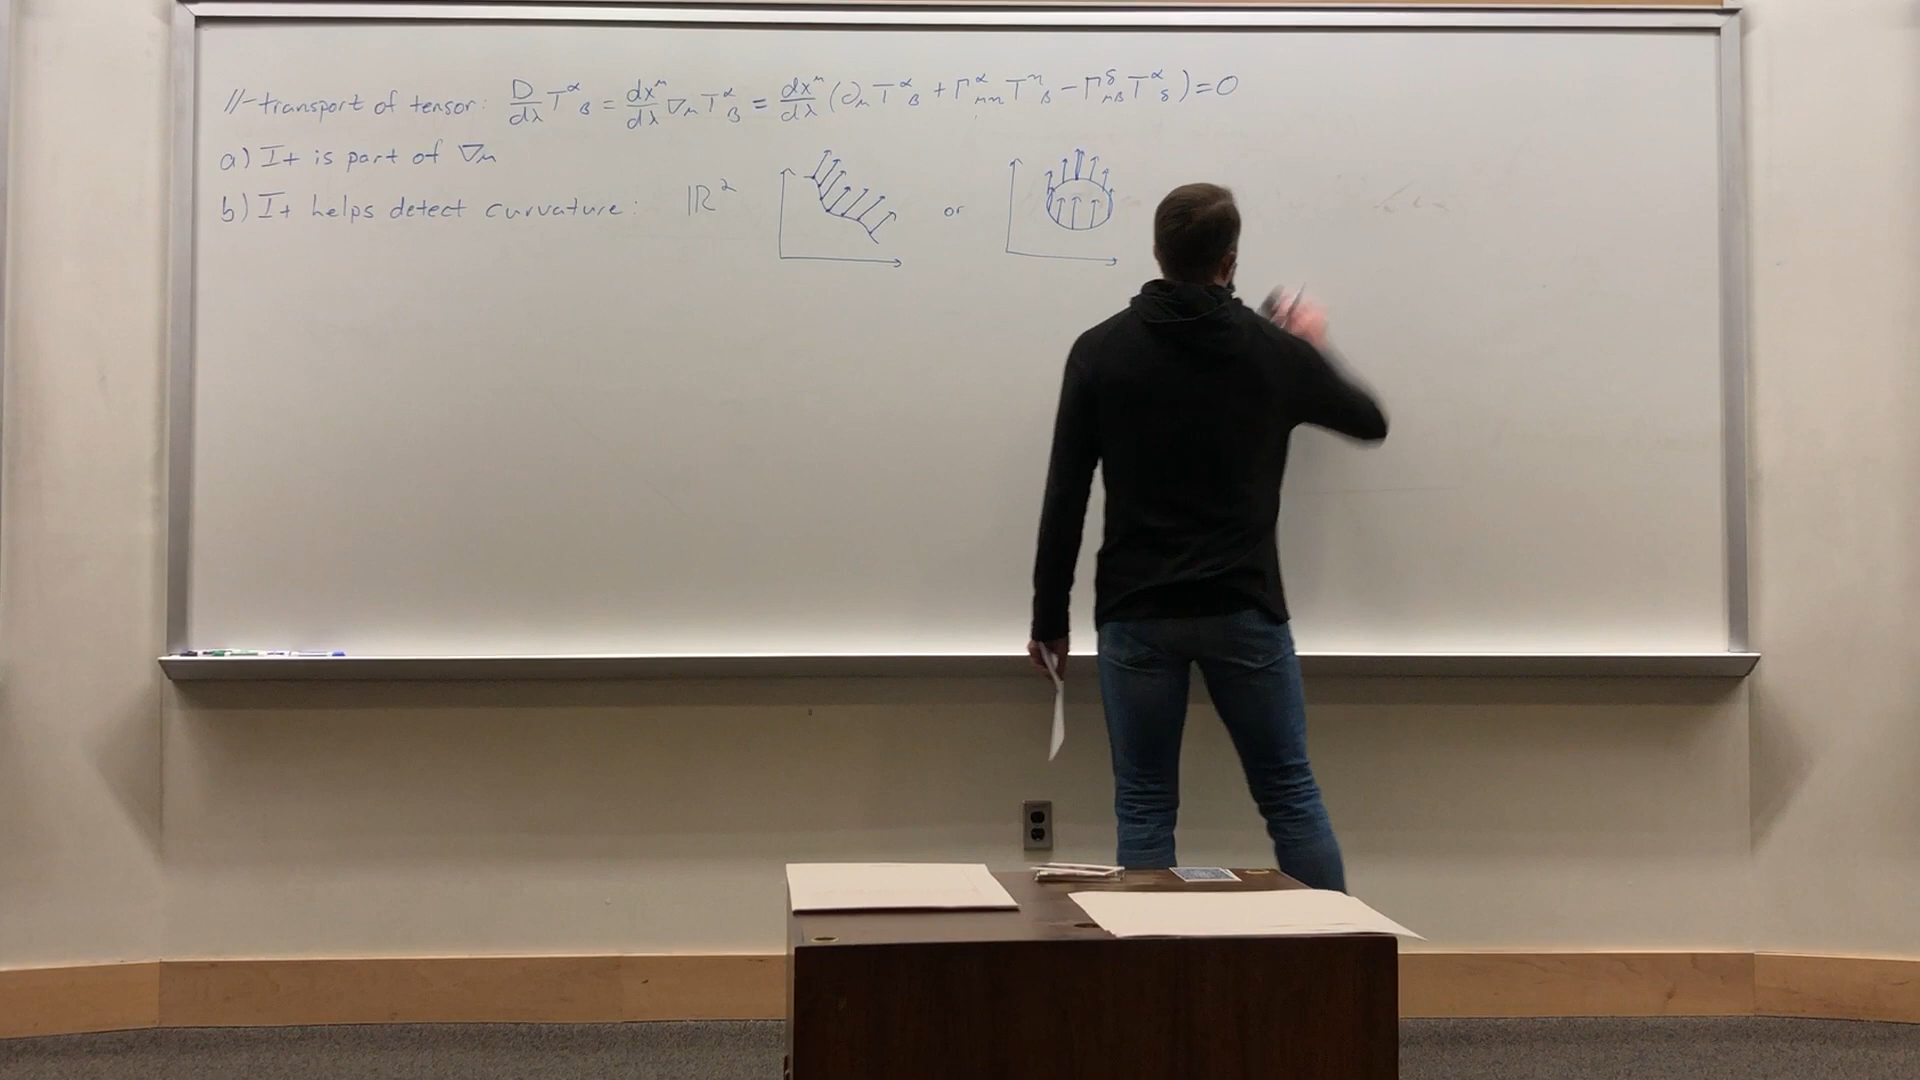 //-transport of tensor: D/dλ T^α_β = dx^μ/dλ ∇_μ T^α_β = dx^μ/dλ (∂_μ T^α_β + Γ^α_μη T^η_β - Γ^δ_μβ T^α_δ) = 0
a) It is part of ∇_μ
b) It helps detect curvature: ℝ² or